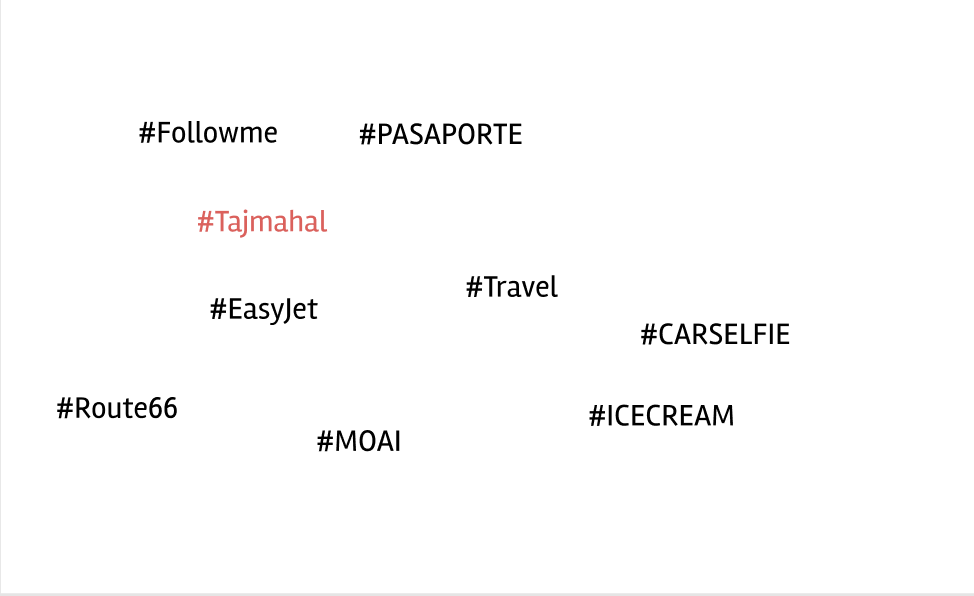 #Followme
#PASAPORTE
#Tajmahal
#Travel
#EasyJet
#CARSELFIE
#Route66
#ICECREAM
#MOAI